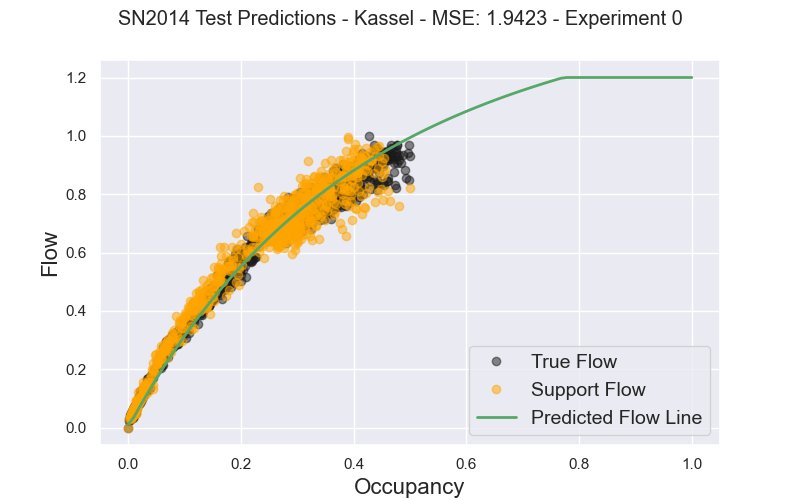 SN2014 Test Predictions - Kassel - MSE: 1.9423 - Experiment 0
1.2
1.0
0.8
0.6
0.4
0.2
0.0
Flow
True Flow
Support Flow
Predicted Flow Line
0.0 0.2 0.4 0.6 0.8 1.0
Occupancy